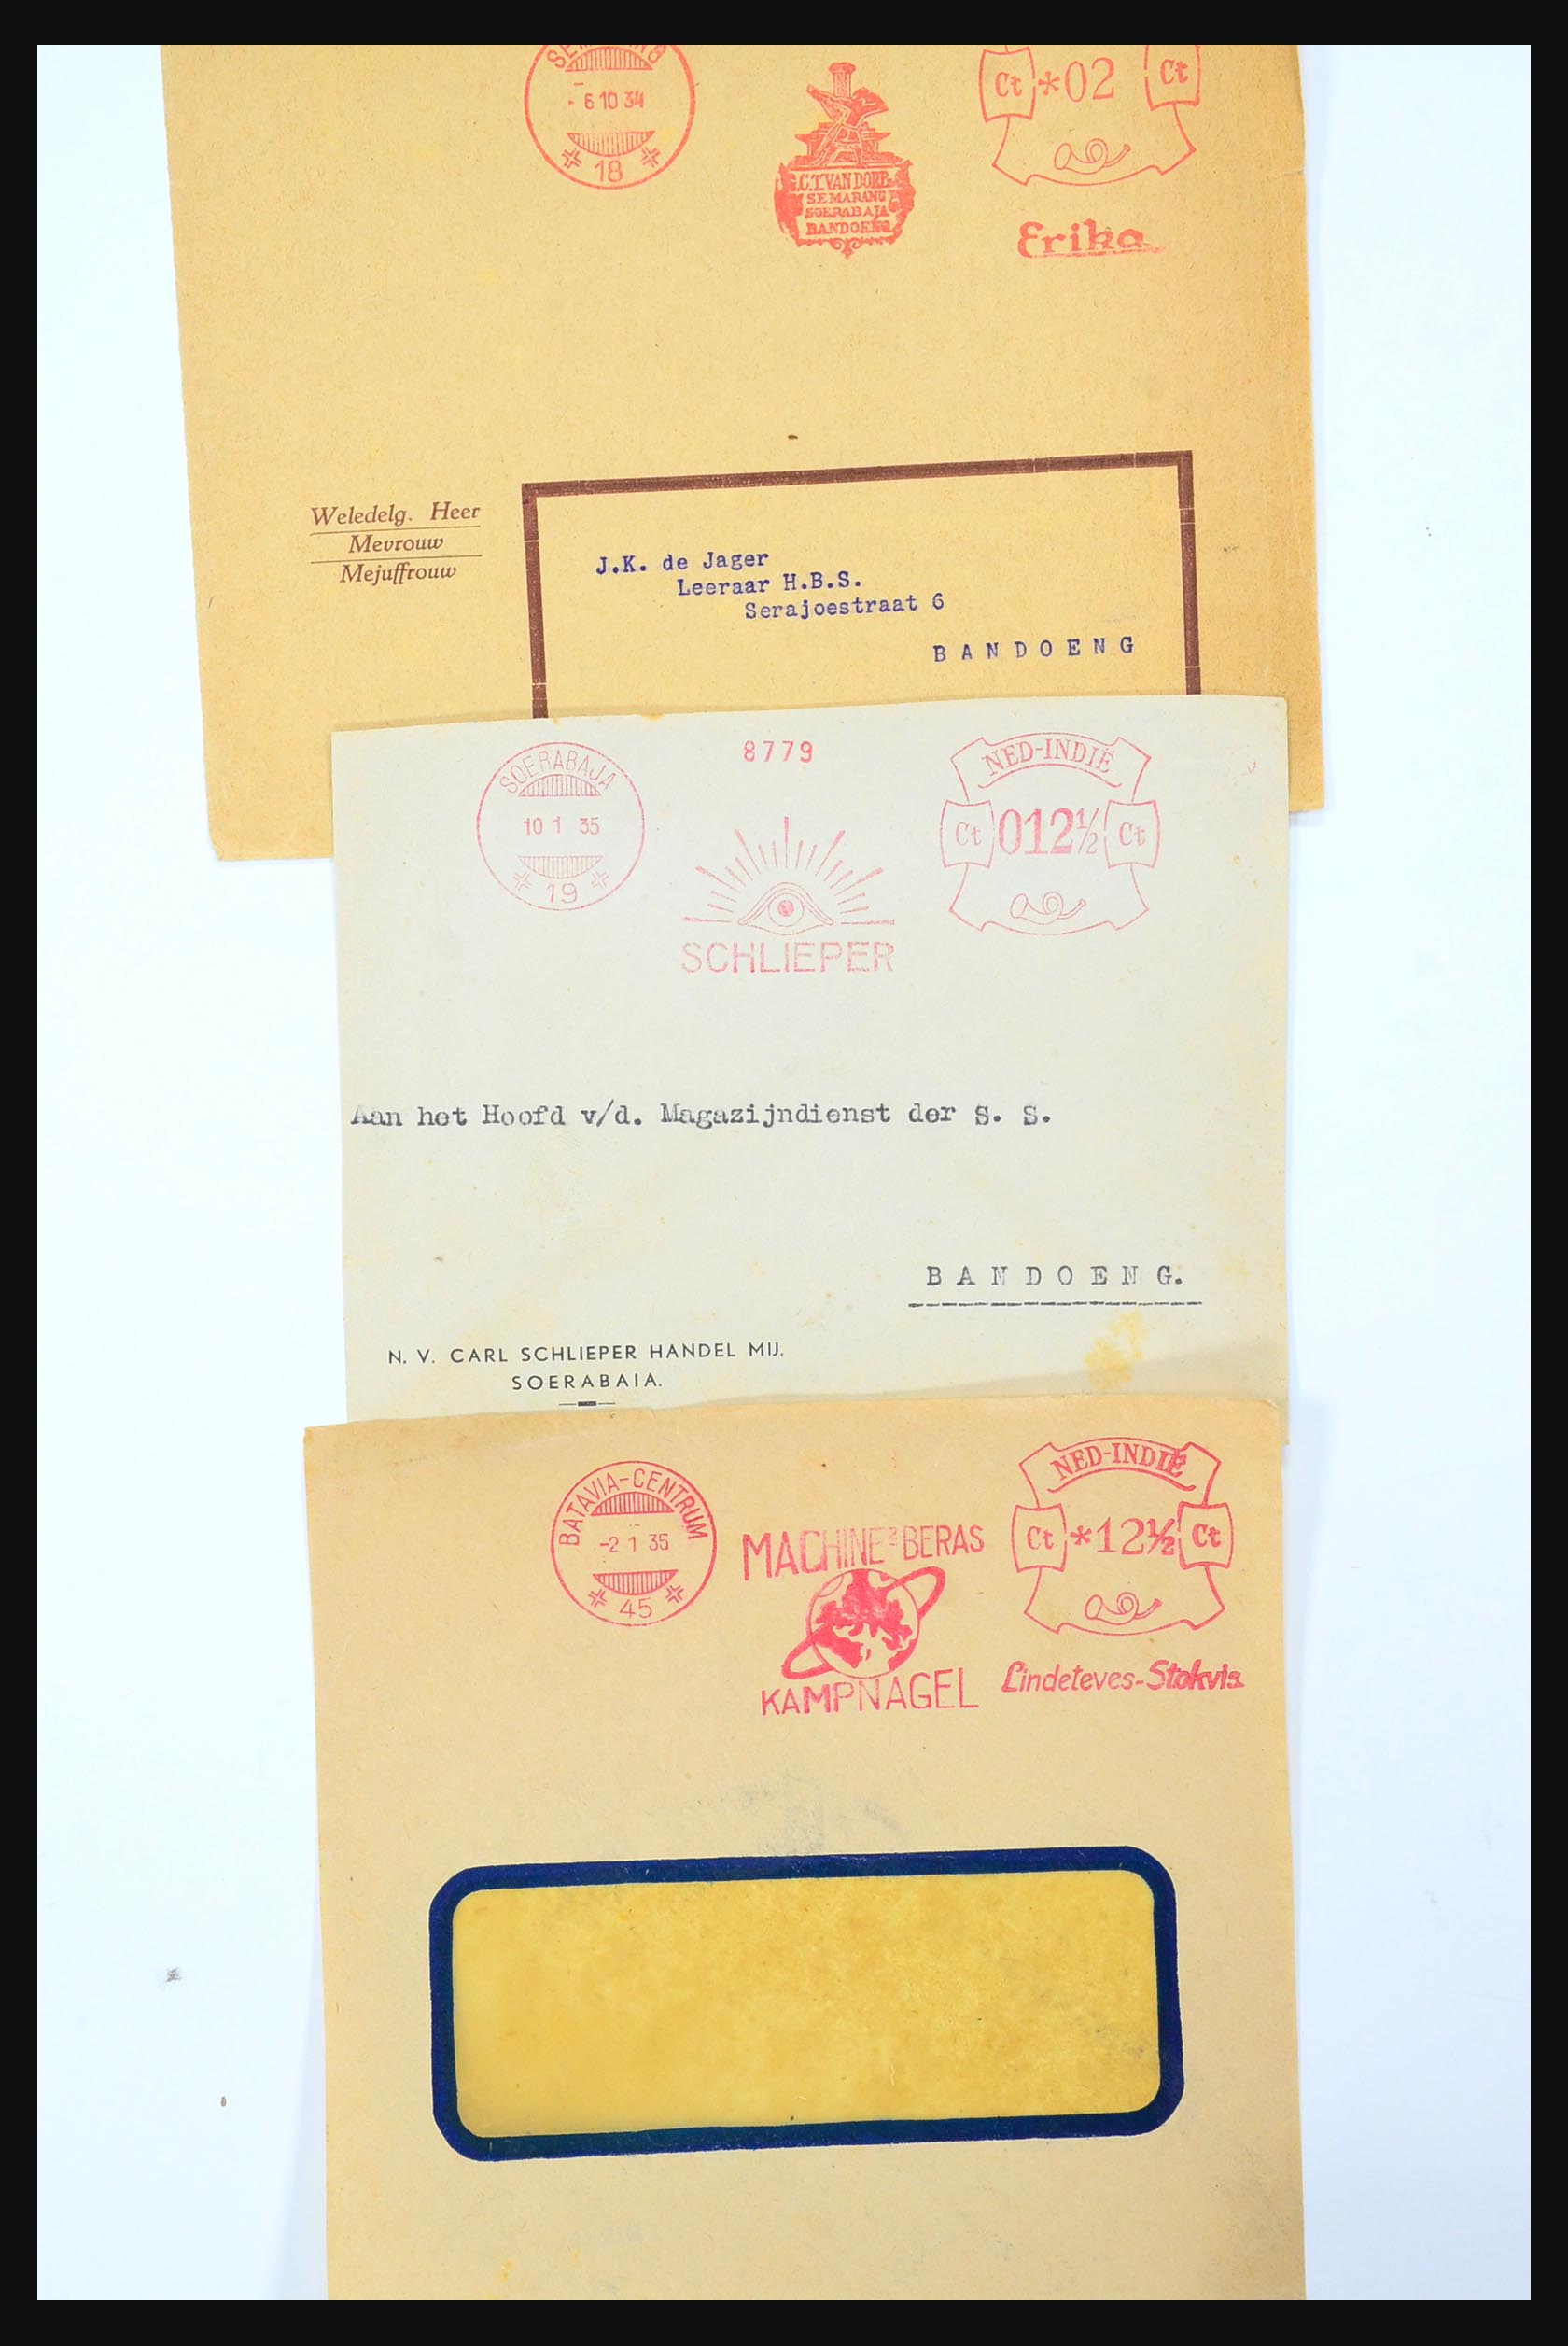 6 10 34
18
Ct *02 Ct
G.C.T. VAN DORP & Co
SEMARANG
SOERABAJA
BANDOENG
Erika
Weledelg. Heer
Mevrouw
Mejuffrouw
J.K. de Jager
Leeraar H.B.S.
Serajoestraat 6
B A N D O E N G
SOERABAJA
10 1 35
19
8779
SCHLIEPER
NED-INDIË
Ct 012½ Ct
Aan het Hoofd v/d. Magazijndienst der S. S.
B A N D O E N G.
N. V. CARL SCHLIEPER HANDEL MIJ.
SOERABAIA.
BATAVIA-CENTRUM
-2 1 35
45
MACHINE²-BERAS
KAMPNAGEL
NED-INDIË
Ct *12½ Ct
Lindeteves-Stokvis